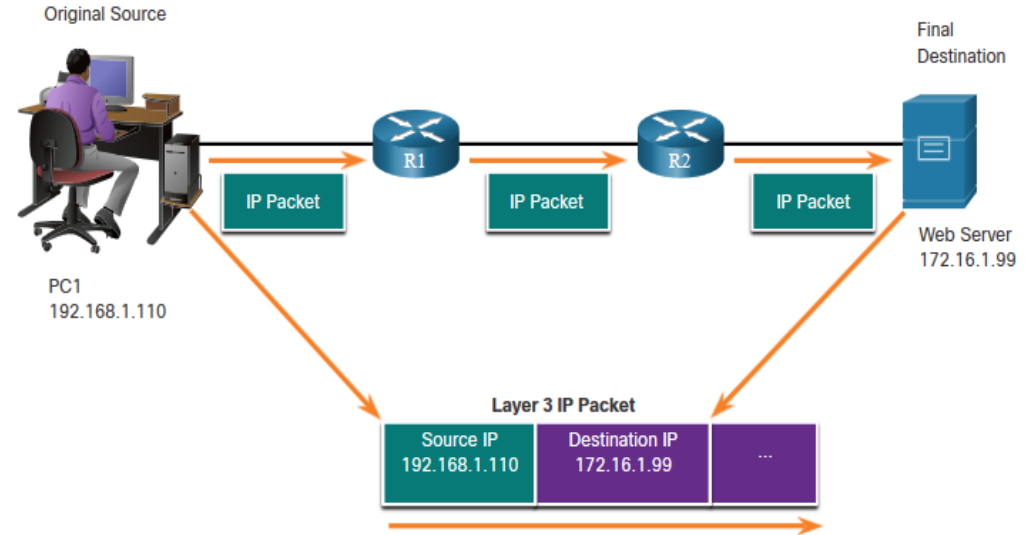 Original Source
Final
Destination
R1
R2
IP Packet
IP Packet
IP Packet
Web Server
172.16.1.99
PC1
192.168.1.110
Layer 3 IP Packet
Source IP
192.168.1.110
Destination IP
172.16.1.99
...